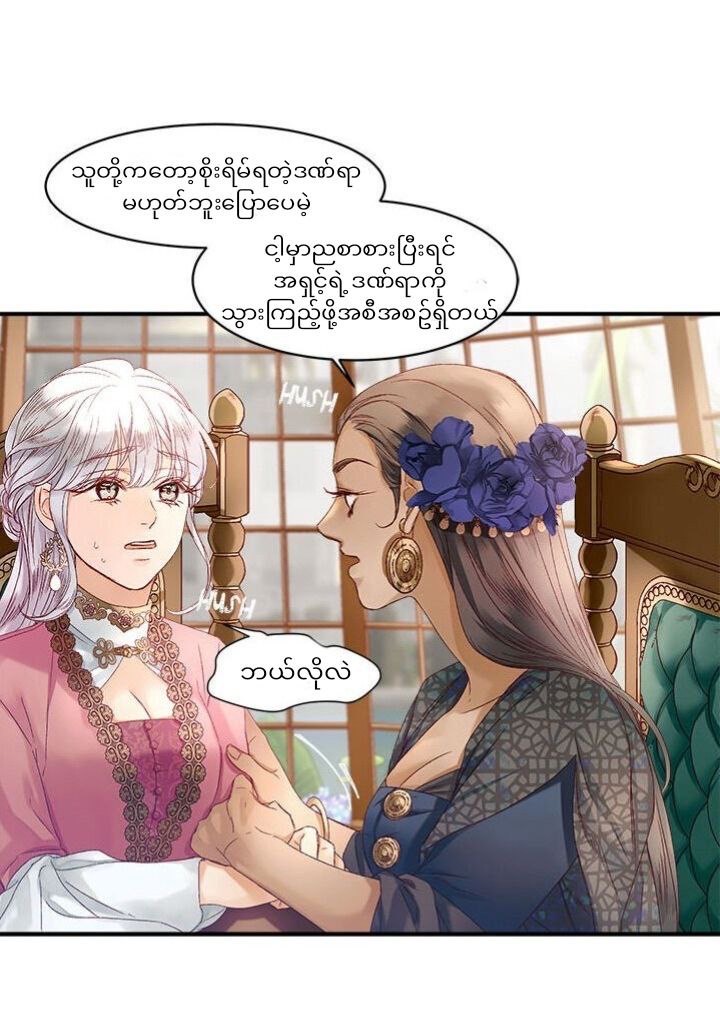 သူတို့ကတော့စိုးရိမ်ရတဲ့ဒဏ်ရာ
မဟုတ်ဘူးပြောပေမဲ့
ငါ့မှာညစာစားပြီးရင်
အရှင့်ရဲ့ ဒဏ်ရာကို
သွားကြည့်ဖို့အစီအစဉ်ရှိတယ်
HUSH
HUSH
ဘယ်လိုလဲ